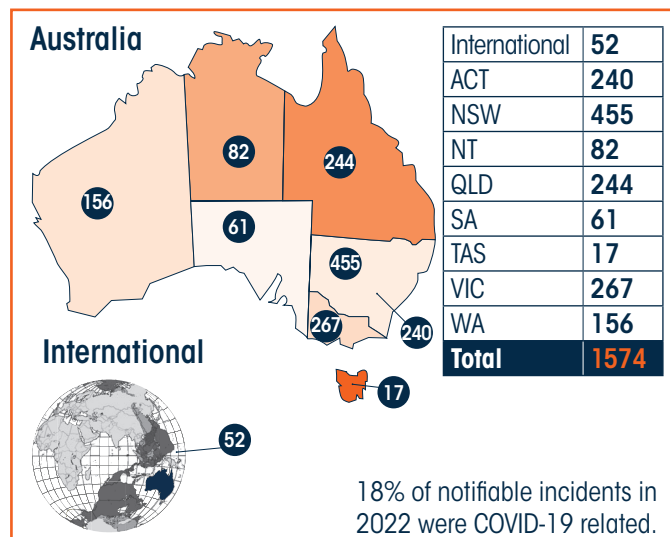 Australia
82
244
156
61
455
267
240
International
17
52
International 52
ACT 240
NSW 455
NT 82
QLD 244
SA 61
TAS 17
VIC 267
WA 156
Total 1574
18% of notifiable incidents in
2022 were COVID-19 related.